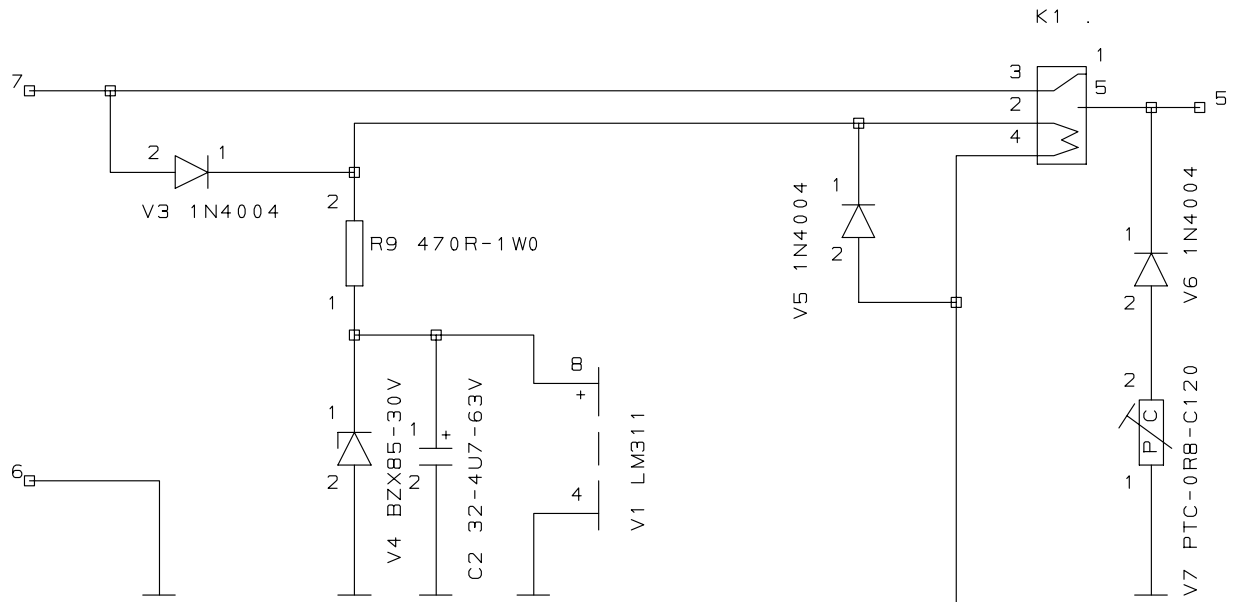 K1 .
1
3
7
5
2
5
4
2
1
V3 1N4004
2
R9 470R-1W0
1
1
2
V5 1N4004
1
2
V6 1N4004
8
+
1
2
V4 BZX85-30V
1
+
2
C2 32-4U7-63V
4
V1 LM311
2
PTC
1
V7 PTC-0R8-C120
6